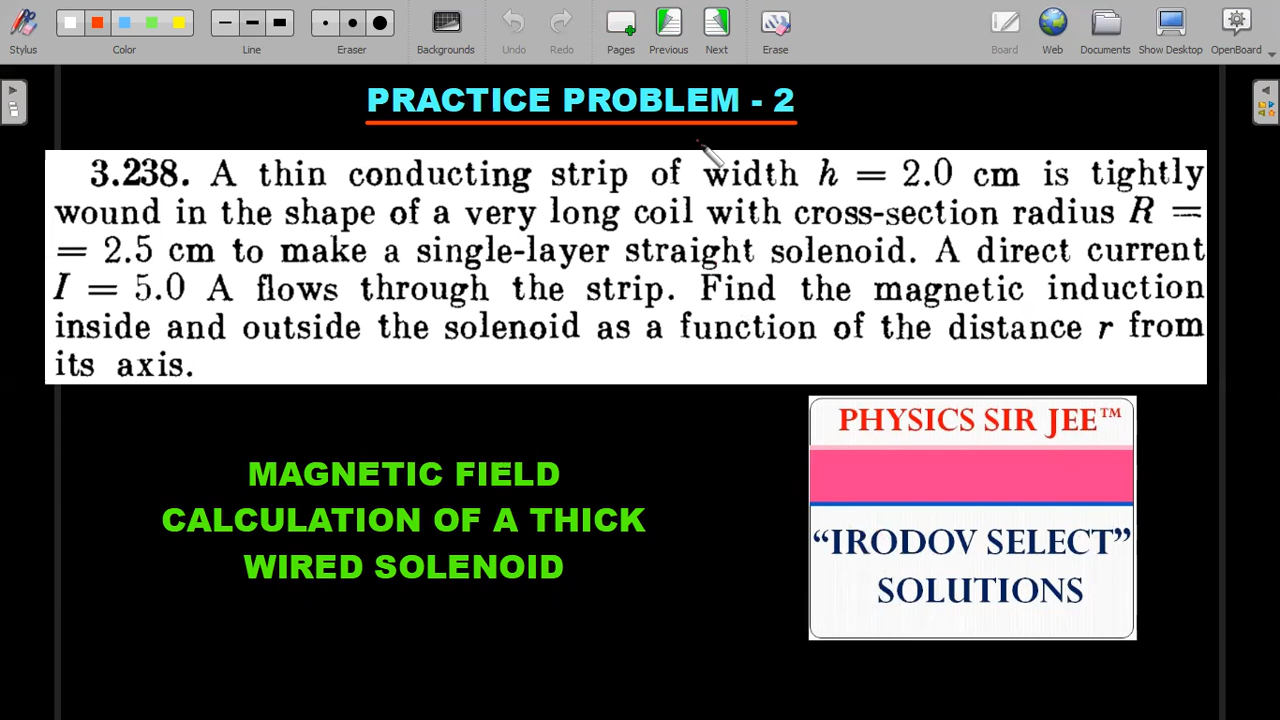 Stylus
Color
Line
Eraser
Backgrounds
Undo
Redo
Pages
Previous
Next
Erase
Board
Web
Documents
Show Desktop
OpenBoard
PRACTICE PROBLEM - 2
3.238. A thin conducting strip of width h = 2.0 cm is tightly
wound in the shape of a very long coil with cross-section radius R =
= 2.5 cm to make a single-layer straight solenoid. A direct current
I = 5.0 A flows through the strip. Find the magnetic induction
inside and outside the solenoid as a function of the distance r from
its axis.
MAGNETIC FIELD
CALCULATION OF A THICK
WIRED SOLENOID
PHYSICS SIR JEE™
“IRODOV SELECT”
SOLUTIONS